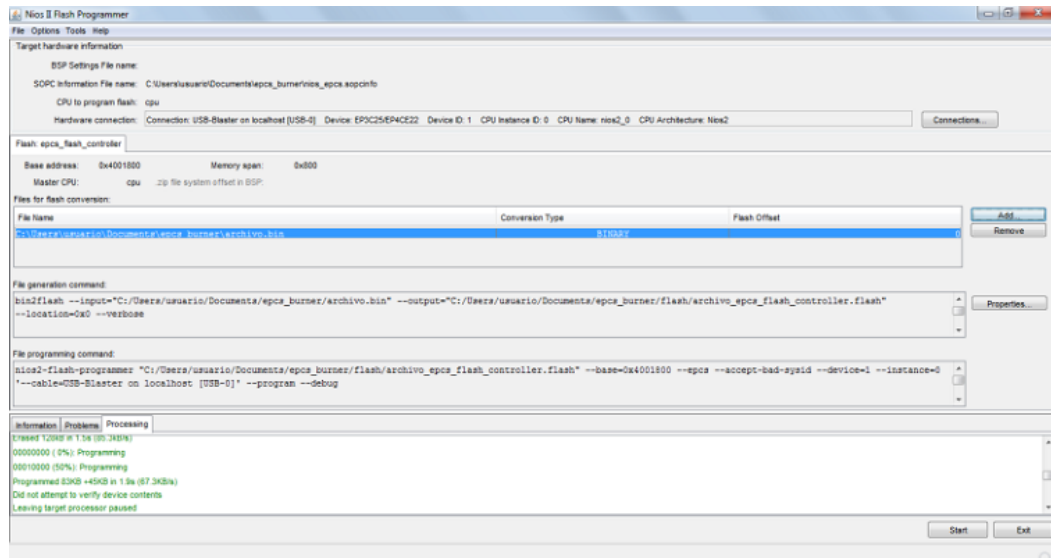 Nios II Flash Programmer
File Options Tools Help
Target hardware information
BSP Settings File name:
SOPC Information File name: C:\Users\usuario\Documents\epcs_burner\nios_epcs.sopcinfo
CPU to program flash: cpu
Hardware connection: Connection: USB-Blaster on localhost [USB-0] Device: EP3C25/EP4CE22 Device ID: 1 CPU Instance ID: 0 CPU Name: nios2_0 CPU Architecture: Nios2 Connections...
Flash: epcs_flash_controller
Base address: 0x4001800 Memory span: 0x800
Master CPU: cpu .zip file system offset in BSP:
Files for flash conversion:
File Name Conversion Type Flash Offset Add...
C:\Users\usuario\Documents\epcs burner\archivo.bin BINARY 0 Remove
File generation command:
bin2flash --input="C:/Users/usuario/Documents/epcs_burner/archivo.bin" --output="C:/Users/usuario/Documents/epcs_burner/flash/archivo_epcs_flash_controller.flash" Properties...
--location=0x0 --verbose
File programming command:
nios2-flash-programmer "C:/Users/usuario/Documents/epcs_burner/flash/archivo_epcs_flash_controller.flash" --base=0x4001800 --epcs --accept-bad-sysid --device=1 --instance=0
'--cable=USB-Blaster on localhost [USB-0]' --program --debug
Information Problems Processing
Erased 128kB in 1.5s (85.3kB/s)
00000000 ( 0%): Programming
00010000 (50%): Programming
Programmed 83KB +45KB in 1.9s (67.3KB/s)
Did not attempt to verify device contents
Leaving target processor paused
Start Exit